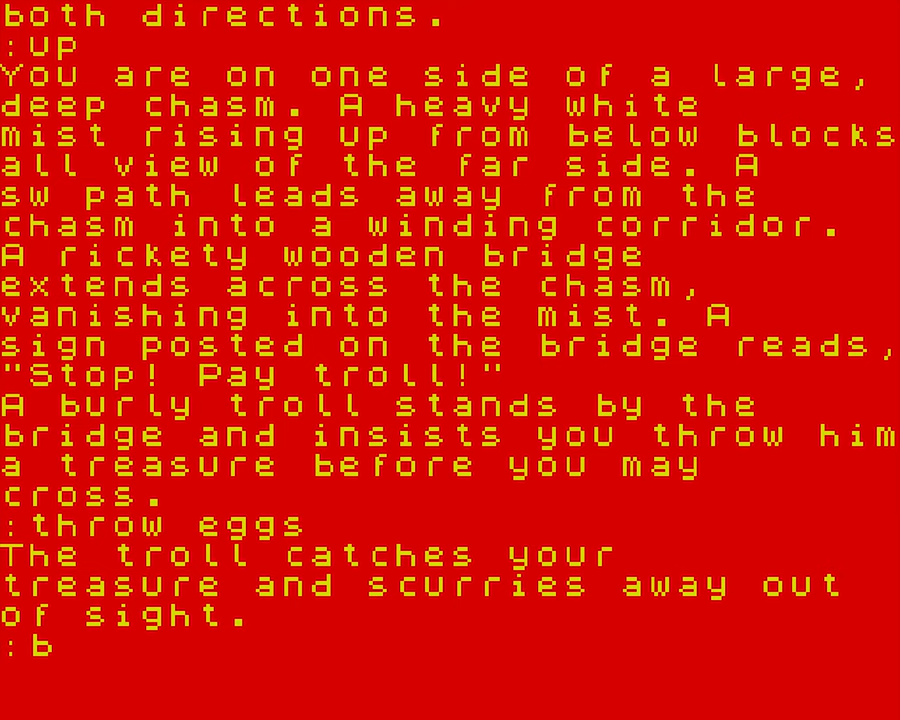 both directions.
:up
You are on one side of a large,
deep chasm. A heavy white
mist rising up from below blocks
all view of the far side. A
sw path leads away from the
chasm into a winding corridor.
A rickety wooden bridge
extends across the chasm,
vanishing into the mist. A
sign posted on the bridge reads,
"Stop! Pay troll!"
A burly troll stands by the
bridge and insists you throw him
a treasure before you may
cross.
:throw eggs
The troll catches your
treasure and scurries away out
of sight.
:b